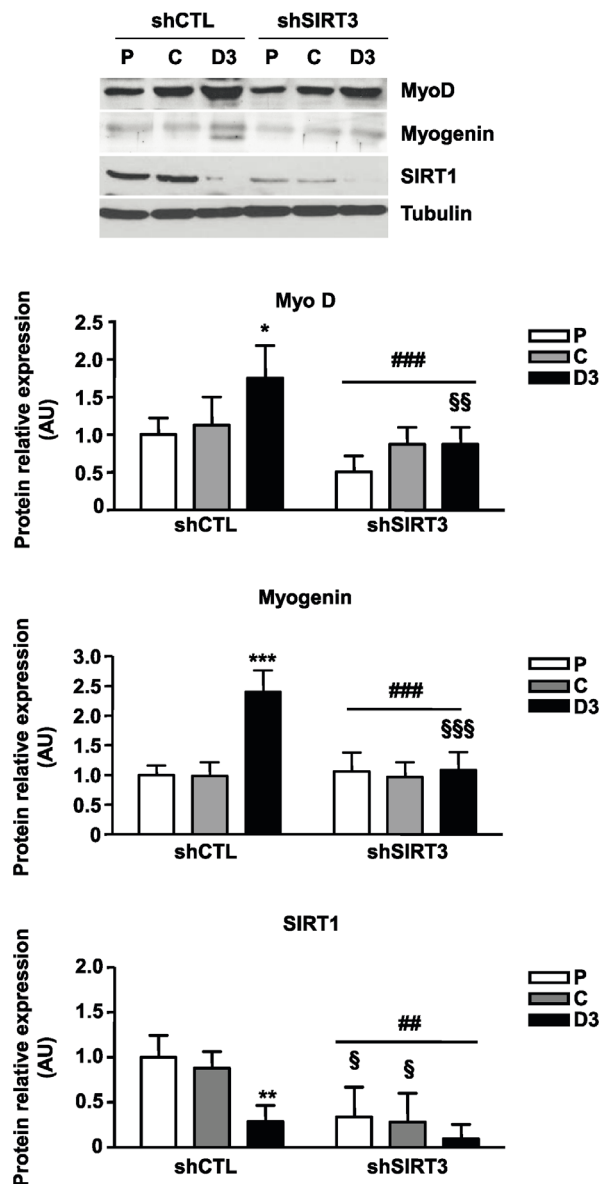 shCTL shSIRT3
P C D3 P C D3
MyoD
Myogenin
SIRT1
Tubulin
Myo D
Protein relative expression
(AU)
2.5
2.0
1.5
1.0
0.5
0
*
###
§§
shCTL shSIRT3
P
C
D3
Myogenin
Protein relative expression
(AU)
3.0
2.5
2.0
1.5
1.0
0.5
0
***
###
§§§
shCTL shSIRT3
P
C
D3
SIRT1
Protein relative expression
(AU)
2.0
1.5
1.0
0.5
0
**
##
§ §
shCTL shSIRT3
P
C
D3